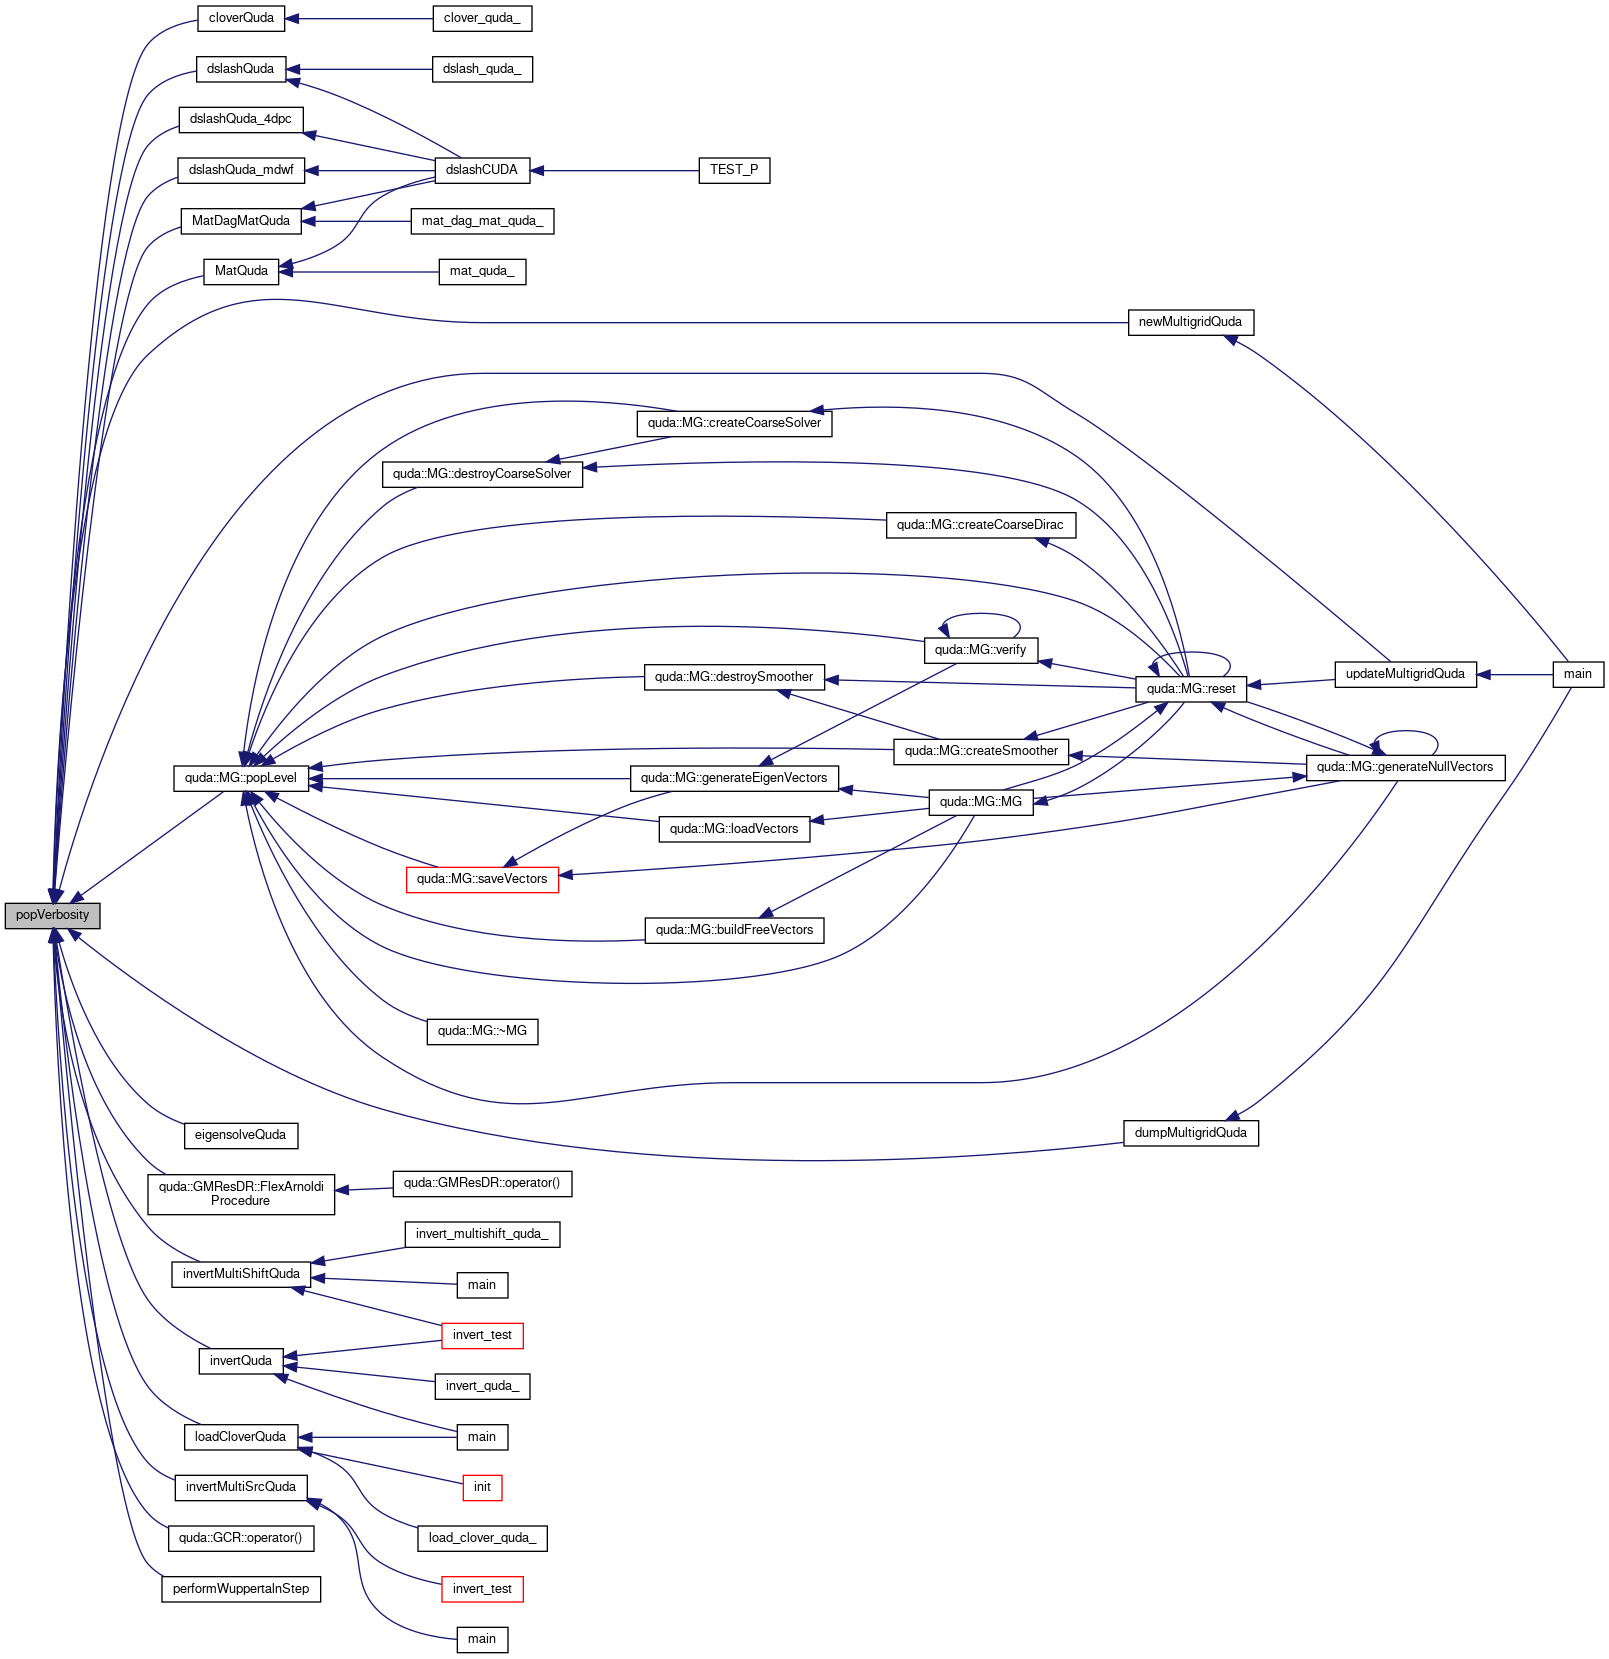 cloverQuda
clover_quda_
dslashQuda
dslash_quda_
dslashQuda_4dpc
dslashQuda_mdwf
dslashCUDA
TEST_P
MatDagMatQuda
mat_dag_mat_quda_
MatQuda
mat_quda_
newMultigridQuda
quda::MG::createCoarseSolver
quda::MG::destroyCoarseSolver
quda::MG::createCoarseDirac
quda::MG::verify
quda::MG::destroySmoother
updateMultigridQuda
main
quda::MG::reset
quda::MG::createSmoother
quda::MG::generateNullVectors
quda::MG::popLevel
quda::MG::generateEigenVectors
quda::MG::MG
quda::MG::loadVectors
quda::MG::saveVectors
popVerbosity
quda::MG::buildFreeVectors
quda::MG::~MG
eigensolveQuda
dumpMultigridQuda
quda::GMResDR::FlexArnoldi
Procedure
quda::GMResDR::operator()
invert_multishift_quda_
invertMultiShiftQuda
main
invert_test
invertQuda
invert_quda_
loadCloverQuda
main
invertMultiSrcQuda
init
quda::GCR::operator()
load_clover_quda_
performWuppertalnStep
invert_test
main